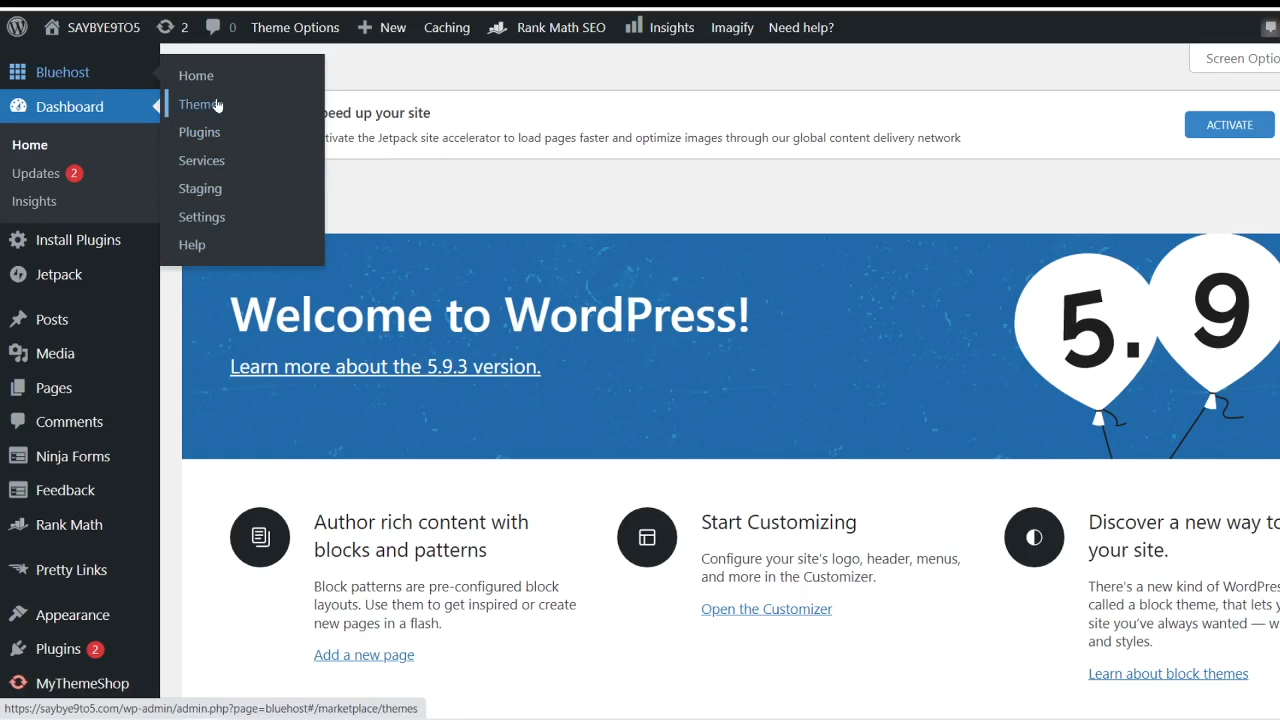 SAYBYE9TO5 2 0 Theme Options New Caching Rank Math SEO Insights Imagify Need help?
Bluehost
Dashboard
Home
Updates 2
Insights
Install Plugins
Jetpack
Posts
Media
Pages
Comments
Ninja Forms
Feedback
Rank Math
Pretty Links
Appearance
Plugins 2
MyThemeShop
Home
Themes
Plugins
Services
Staging
Settings
Help
Screen Optio
peed up your site
tivate the Jetpack site accelerator to load pages faster and optimize images through our global content delivery network
ACTIVATE
Welcome to WordPress!
Learn more about the 5.9.3 version.
5.9
Author rich content with
blocks and patterns
Block patterns are pre-configured block
layouts. Use them to get inspired or create
new pages in a flash.
Add a new page
Start Customizing
Configure your site's logo, header, menus,
and more in the Customizer.
Open the Customizer
Discover a new way to
your site.
There's a new kind of WordPres
called a block theme, that lets y
site you've always wanted — w
and styles.
Learn about block themes
https://saybye9to5.com/wp-admin/admin.php?page=bluehost#/marketplace/themes